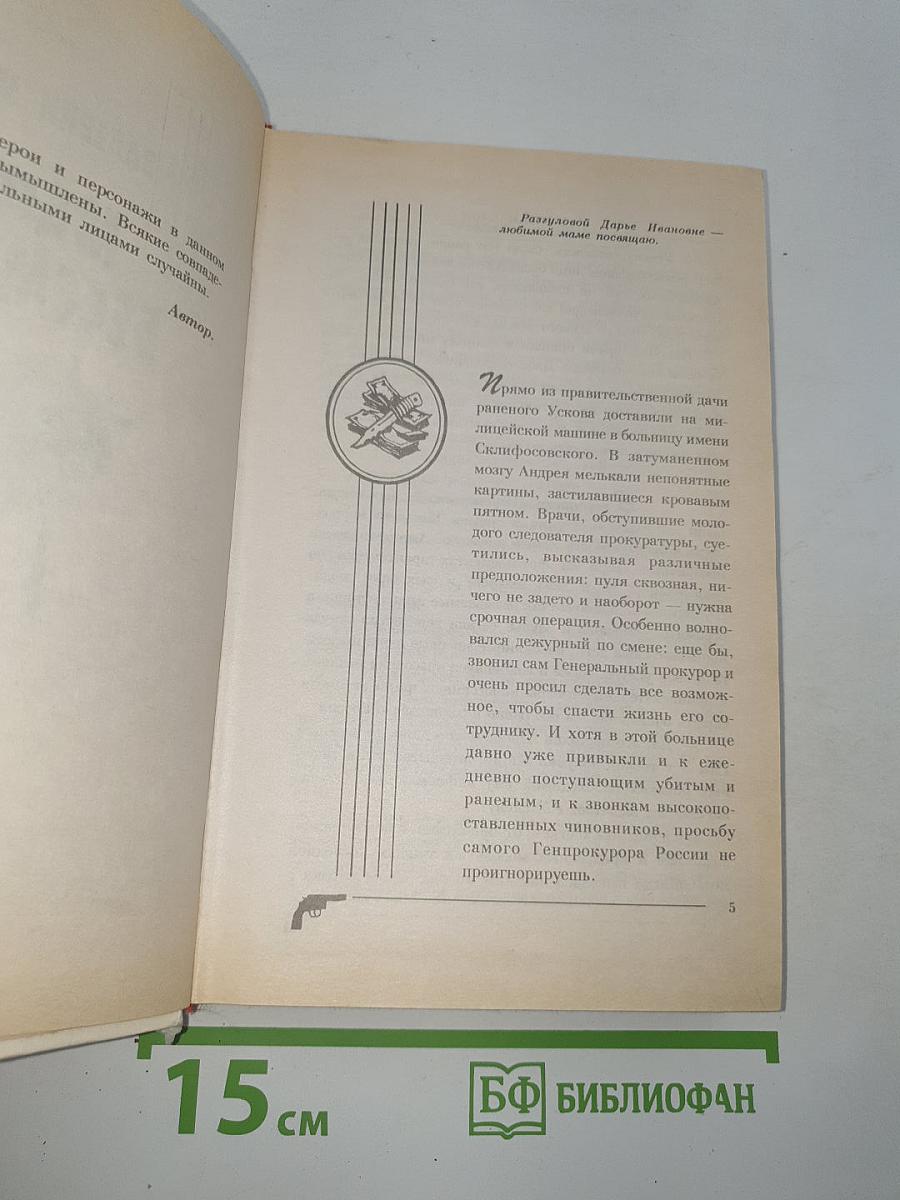 ерои и персонажи в данном
ымышлены. Всякие совпаде-
льными лицами случайны.
Автор.
Разгуловой Дарье Ивановне —
любимой маме посвящаю.
Прямо из правительственной дачи
раненого Ускова доставили на ми-
лицейской машине в больницу имени
Склифосовского. В затуманенном
мозгу Андрея мелькали непонятные
картины, застилавшиеся кровавым
пятном. Врачи, обступившие моло-
дого следователя прокуратуры, суе-
тились, высказывая различные
предположения: пуля сквозная, ни-
чего не задето и наоборот — нужна
срочная операция. Особенно волно-
вался дежурный по смене: еще бы,
звонил сам Генеральный прокурор и
очень просил сделать все возмож-
ное, чтобы спасти жизнь его со-
труднику. И хотя в этой больнице
давно уже привыкли и к еже-
дневно поступающим убитым и
раненым, и к звонкам высокопо-
ставленных чиновников, просьбу
самого Генпрокурора России не
проигнорируешь.
5
15 см
БФ БИБЛИОФАН